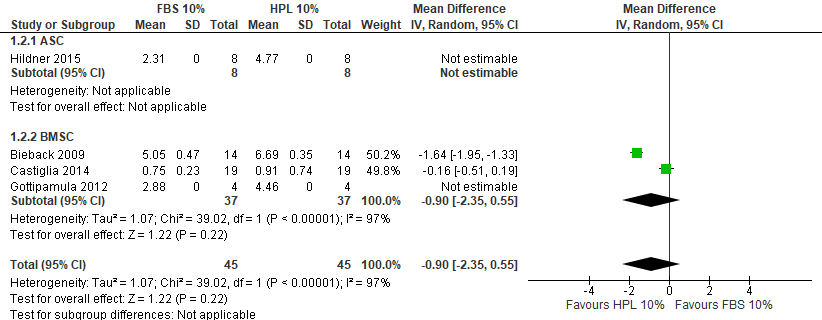 FBS 10% HPL 10% Mean Difference Mean Difference
Study or Subgroup Mean SD Total Mean SD Total Weight IV, Random, 95% CI IV, Random, 95% CI
1.2.1 ASC
Hildner 2015 2.31 0 8 4.77 0 8 Not estimable
Subtotal (95% CI) 8 8 Not estimable
Heterogeneity: Not applicable
Test for overall effect: Not applicable
1.2.2 BMSC
Bieback 2009 5.05 0.47 14 6.69 0.35 14 50.2% -1.64 [-1.95, -1.33]
Castiglia 2014 0.75 0.23 19 0.91 0.74 19 49.8% -0.16 [-0.51, 0.19]
Gottipamula 2012 2.88 0 4 4.46 0 4 Not estimable
Subtotal (95% CI) 37 37 100.0% -0.90 [-2.35, 0.55]
Heterogeneity: Tau² = 1.07; Chi² = 39.02, df = 1 (P < 0.00001); I² = 97%
Test for overall effect: Z = 1.22 (P = 0.22)
Total (95% CI) 45 45 100.0% -0.90 [-2.35, 0.55]
Heterogeneity: Tau² = 1.07; Chi² = 39.02, df = 1 (P < 0.00001); I² = 97%
Test for overall effect: Z = 1.22 (P = 0.22)
Test for subgroup differences: Not applicable
-4 -2 0 2 4
Favours HPL 10% Favours FBS 10%